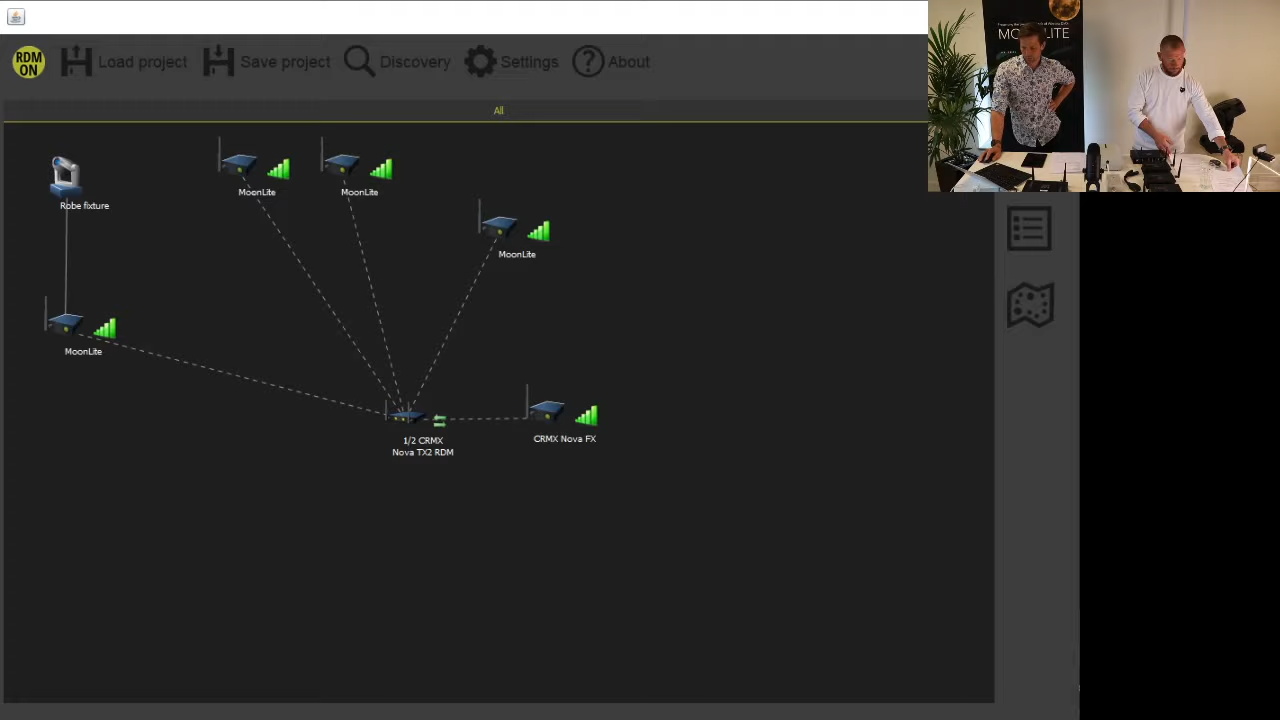 RDM
ON
Load project
Save project
Discovery
Settings
About
All
MOONLITE
Robe fixture
MoonLite
MoonLite
MoonLite
MoonLite
1/2 CRMX
Nova TX2 RDM
CRMX Nova FX